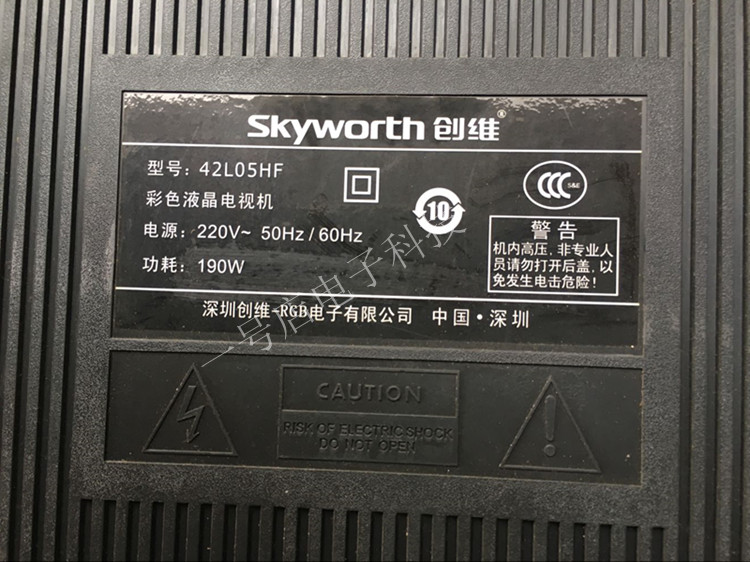 Skyworth 创维®
型号: 42L05HF
彩色液晶电视机
电源: 220V~ 50Hz / 60Hz
功耗: 190W
10
CCC S&E
警告
机内高压, 非专业人
员请勿打开后盖, 以
免发生电击危险!
深圳创维-RGB电子有限公司 中国·深圳
一号店电子科技
CAUTION
RISK OF ELECTRIC SHOCK
DO NOT OPEN